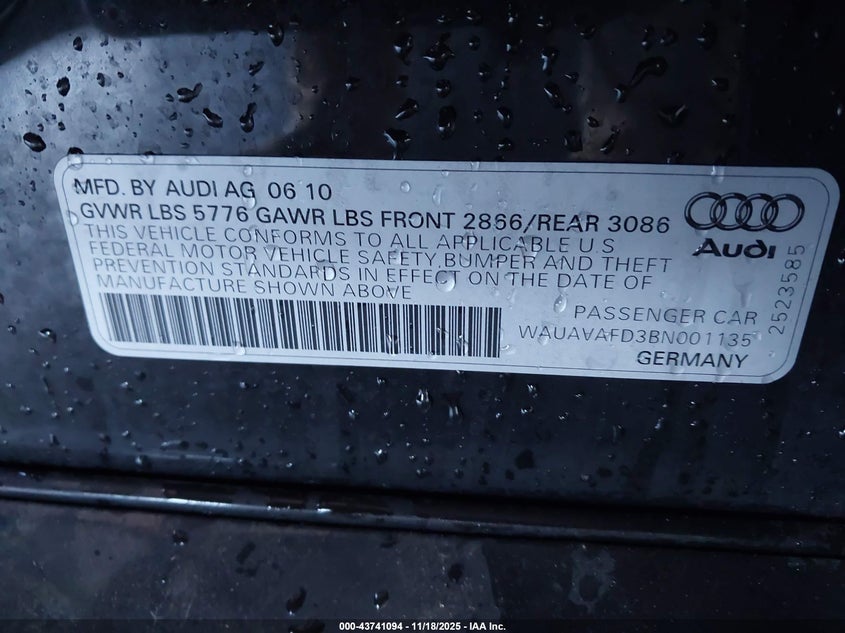 MFD. BY AUDI AG 06 10
GVWR LBS 5776 GAWR LBS FRONT 2866/REAR 3086
THIS VEHICLE CONFORMS TO ALL APPLICABLE U.S
FEDERAL MOTOR VEHICLE SAFETY, BUMPER AND THEFT
PREVENTION STANDARDS IN EFFECT ON THE DATE OF
MANUFACTURE SHOWN ABOVE
Audi
2523585
PASSENGER CAR
WAUAVAFD3BN001135
GERMANY
000-43741094 - 11/18/2025 - IAA Inc.